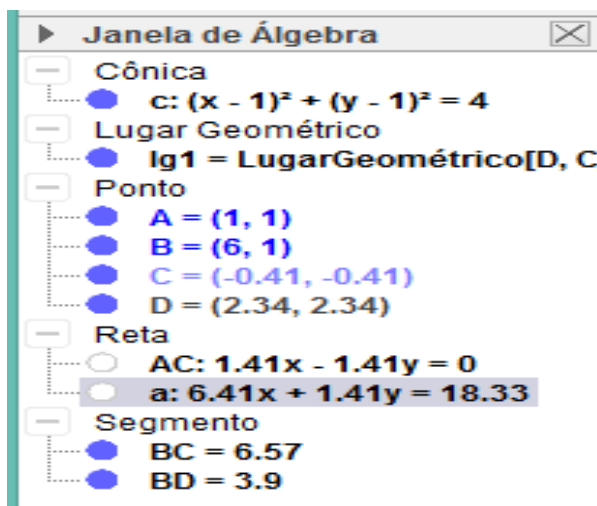 Janela de Álgebra
Cônica
c: (x - 1)² + (y - 1)² = 4
Lugar Geométrico
lg1 = LugarGeométrico[D, C
Ponto
A = (1, 1)
B = (6, 1)
C = (-0.41, -0.41)
D = (2.34, 2.34)
Reta
AC: 1.41x - 1.41y = 0
a: 6.41x + 1.41y = 18.33
Segmento
BC = 6.57
BD = 3.9